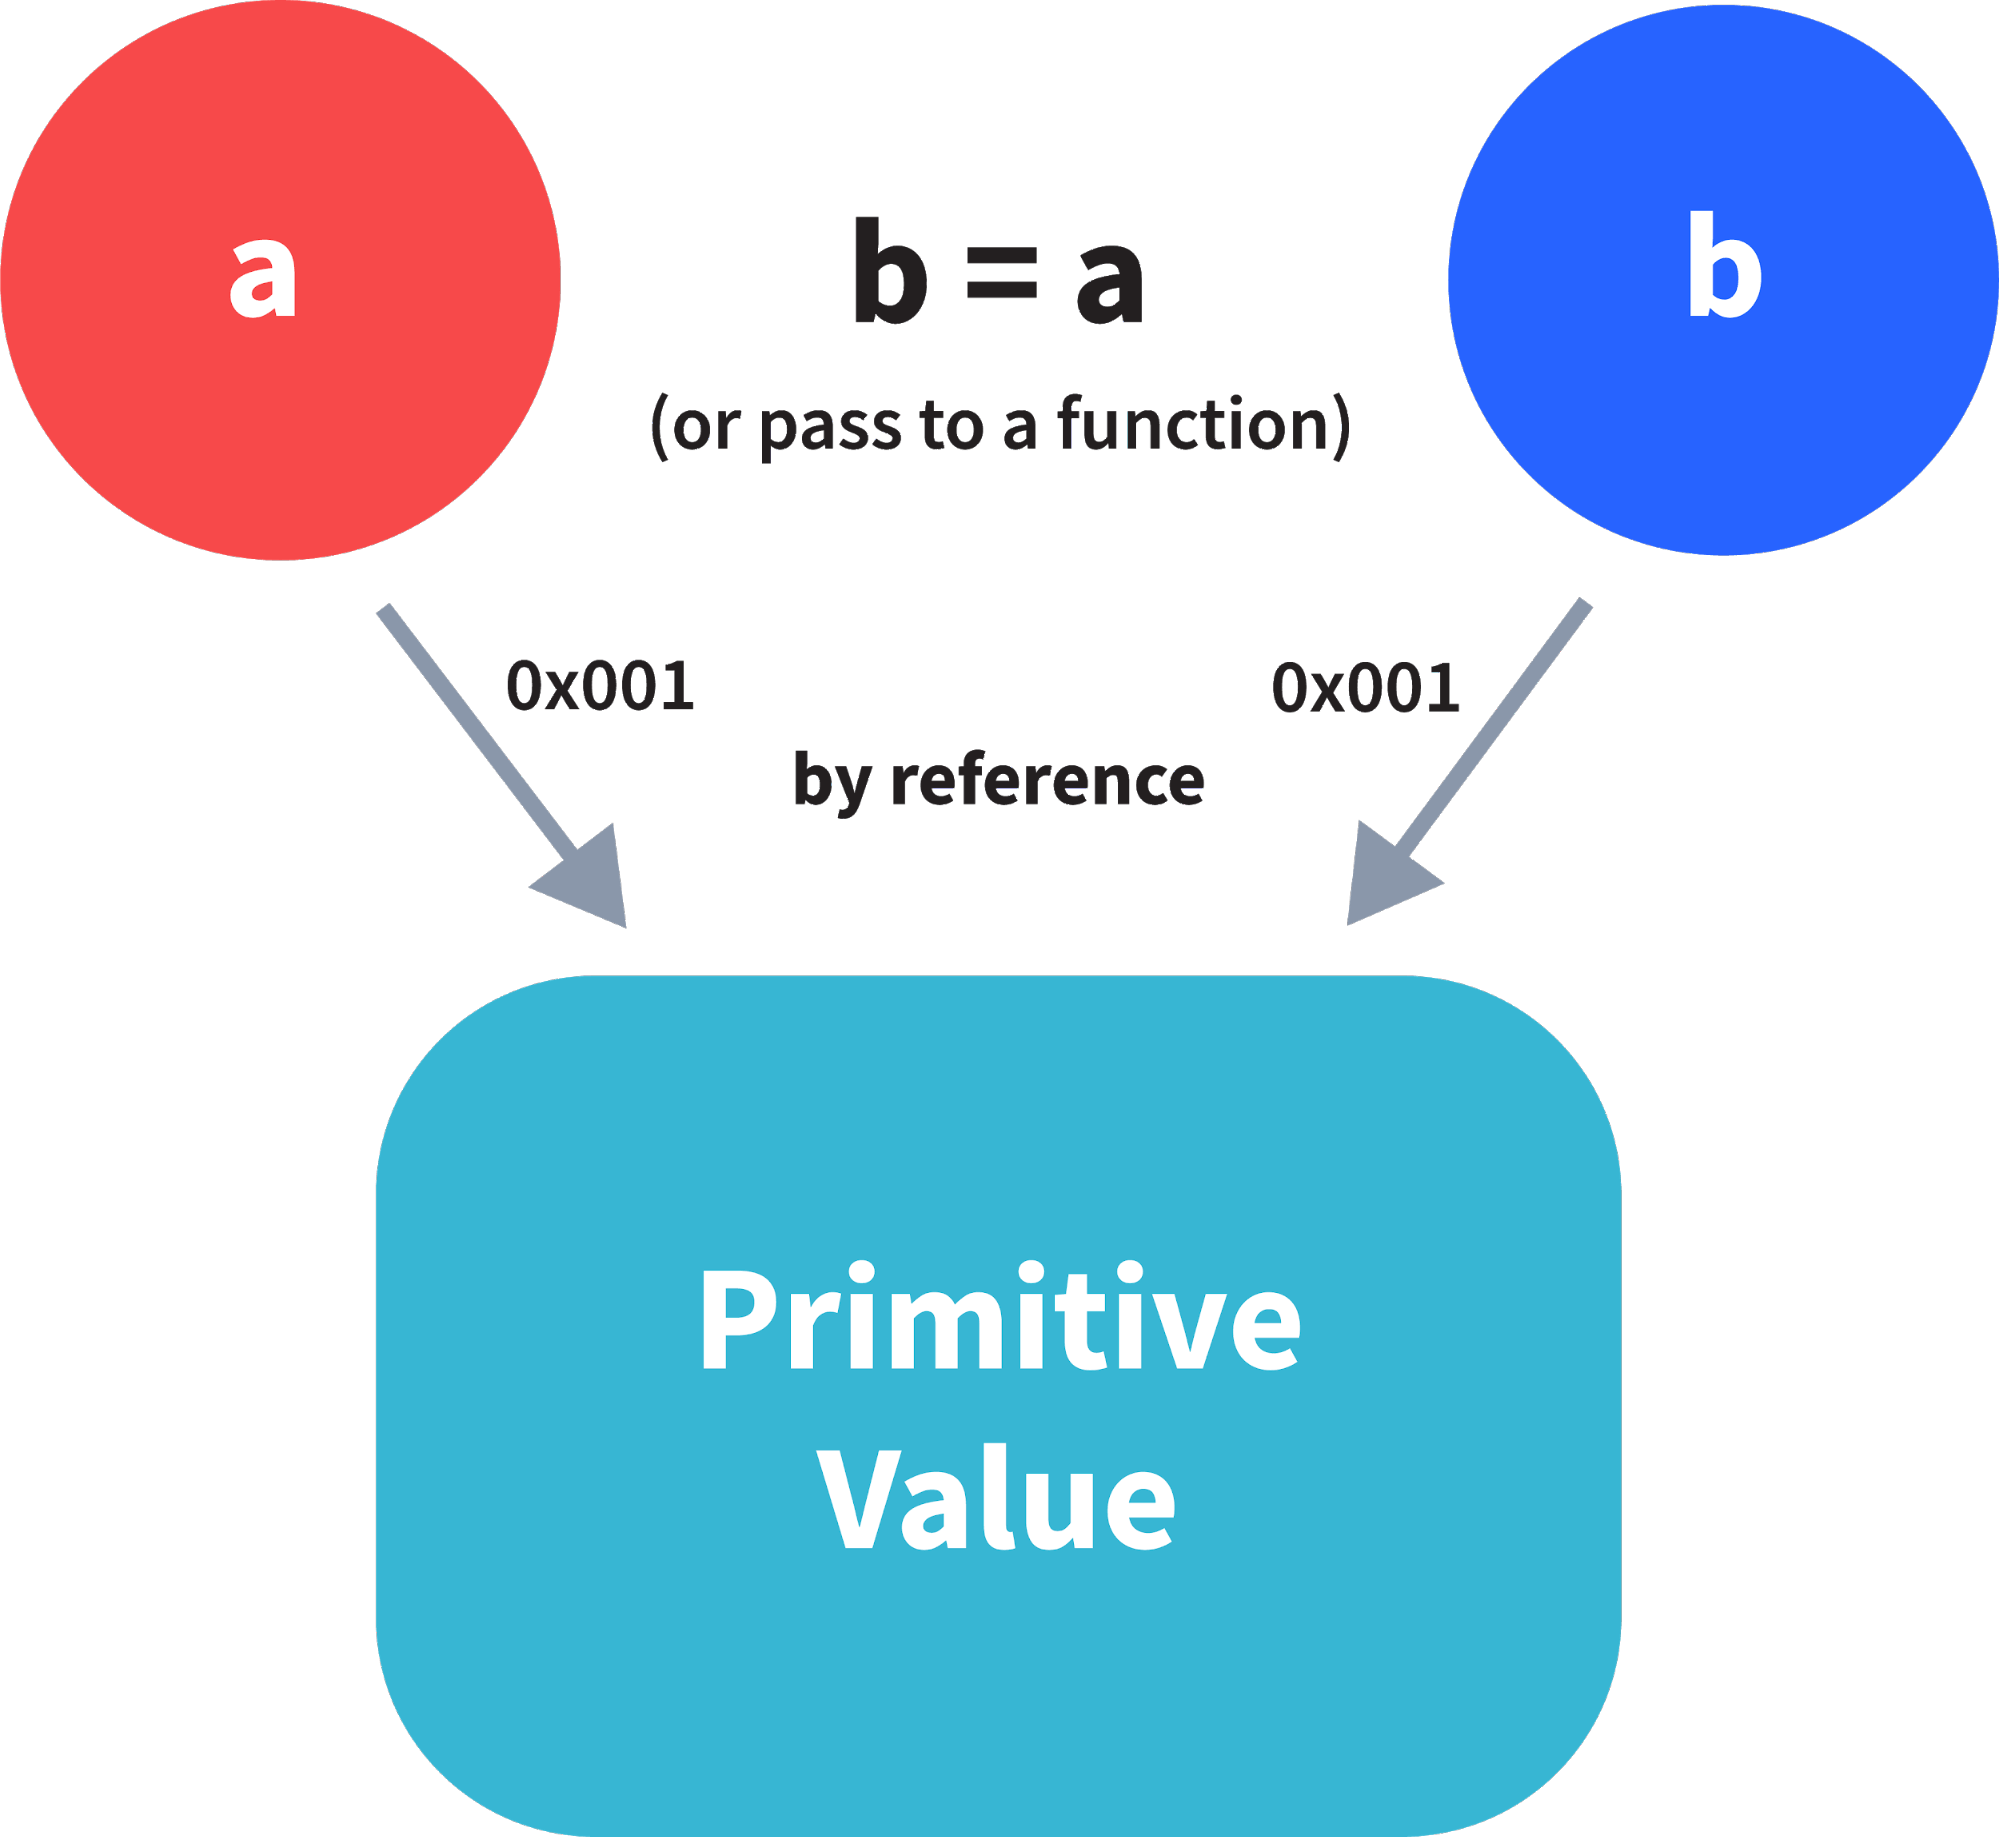 a
b = a
b
(or pass to a function)
0x001
0x001
by reference
Primitive
Value